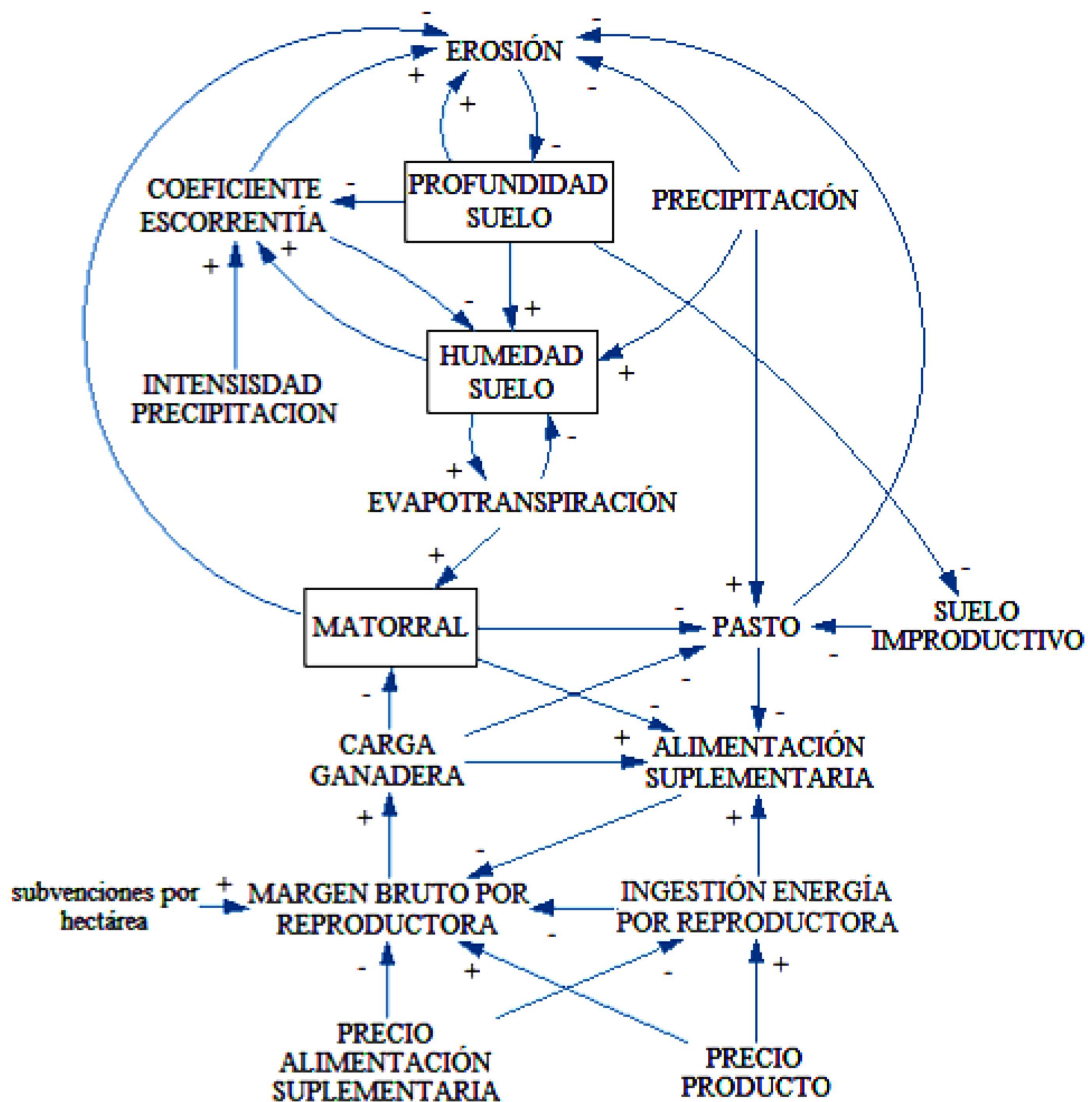 EROSIÓN
COEFICIENTE
ESCORRENTÍA
PROFUNDIDAD
SUELO
PRECIPITACIÓN
HUMEDAD
SUELO
INTENSISDAD
PRECIPITACION
EVAPOTRANSPIRACIÓN
MATORRAL
PASTO
SUELO
IMPRODUCTIVO
CARGA
GANADERA
ALIMENTACIÓN
SUPLEMENTARIA
subvenciones por
hectárea
MARGEN BRUTO POR
REPRODUCTORA
INGESTIÓN ENERGÍA
POR REPRODUCTORA
PRECIO
ALIMENTACIÓN
SUPLEMENTARIA
PRECIO
PRODUCTO